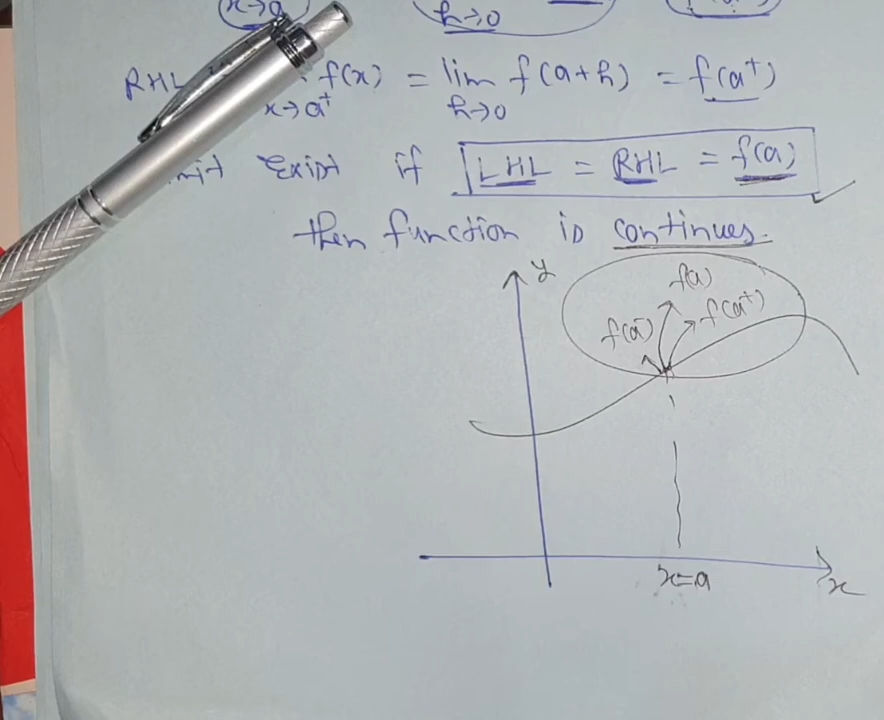 x→a h→0
RHL f(x) = lim f(a+h) = f(a⁺)
x→a⁺ h→0
Exist if LHL = RHL = f(a)
then function is continues.
y
f(a)
f(a⁻) f(a⁺)
x=a
x